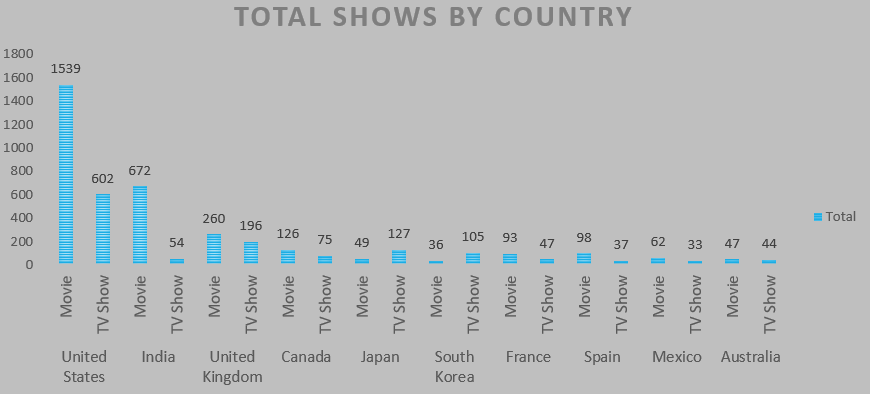 TOTAL SHOWS BY COUNTRY
1800
1600
1400
1200
1000
800
600
400
200
0
1539
602
672
54
260
196
126
75
49
127
36
105
93
47
98
37
62
33
47
44
Total
Movie
TV Show
Movie
TV Show
Movie
TV Show
Movie
TV Show
Movie
TV Show
Movie
TV Show
Movie
TV Show
Movie
TV Show
Movie
TV Show
Movie
TV Show
United
States
India
United
Kingdom
Canada
Japan
South
Korea
France
Spain
Mexico
Australia